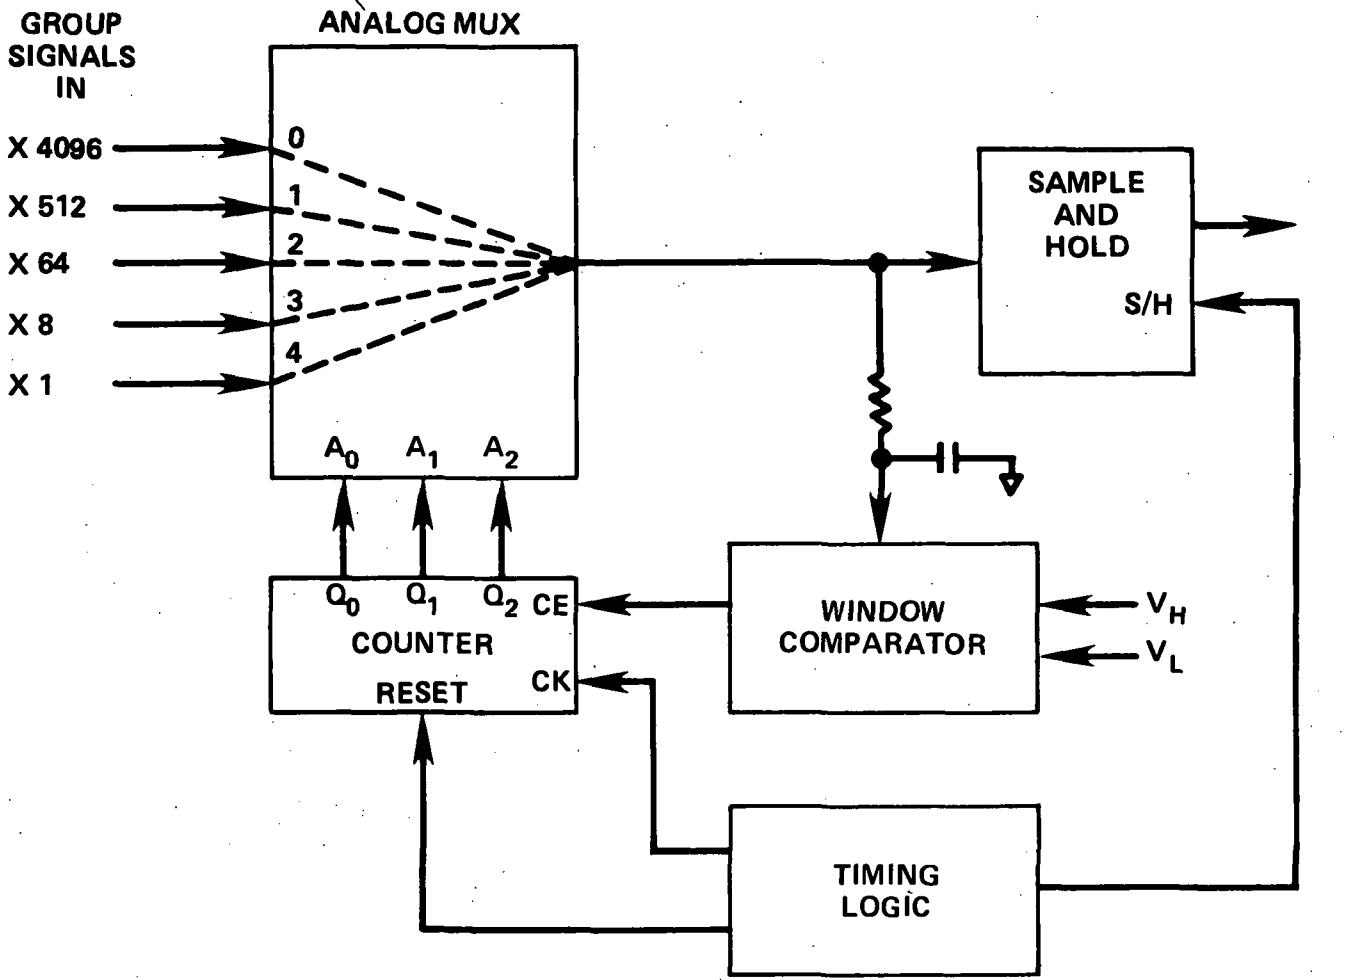 GROUP
SIGNALS
IN
ANALOG MUX
X 4096
X 512
X 64
X 8
X 1
0
1
2
3
4
A0 A1 A2
SAMPLE
AND
HOLD
S/H
Q0 Q1 Q2 CE
COUNTER
RESET
CK
WINDOW
COMPARATOR
VH
VL
TIMING
LOGIC